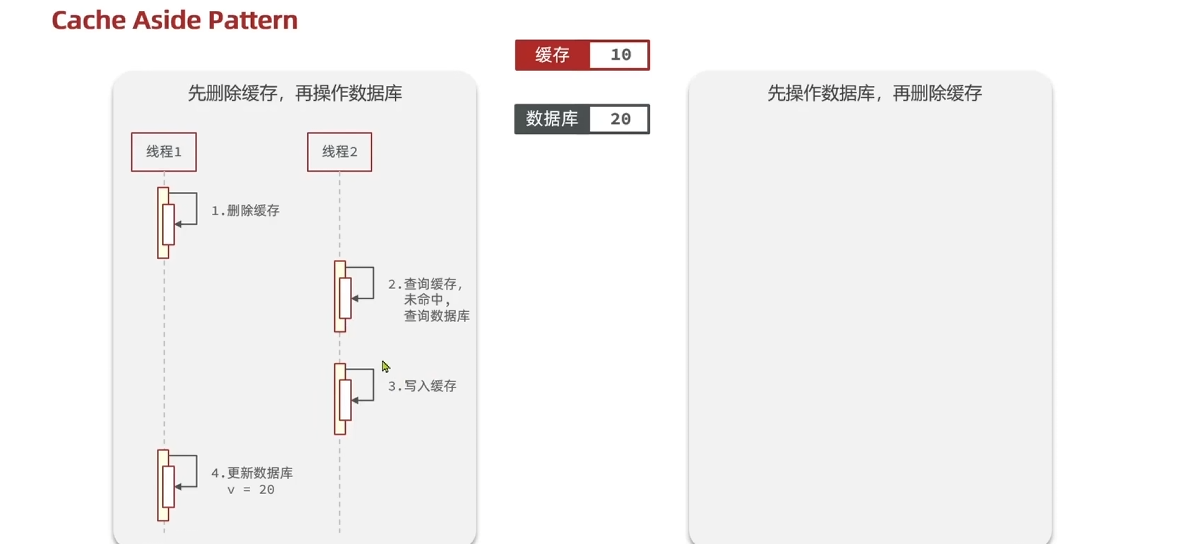 Cache Aside Pattern
缓存 10
数据库 20
先删除缓存，再操作数据库
线程1
线程2
1.删除缓存
2.查询缓存，
未命中，
查询数据库
3.写入缓存
4.更新数据库
v = 20
先操作数据库，再删除缓存